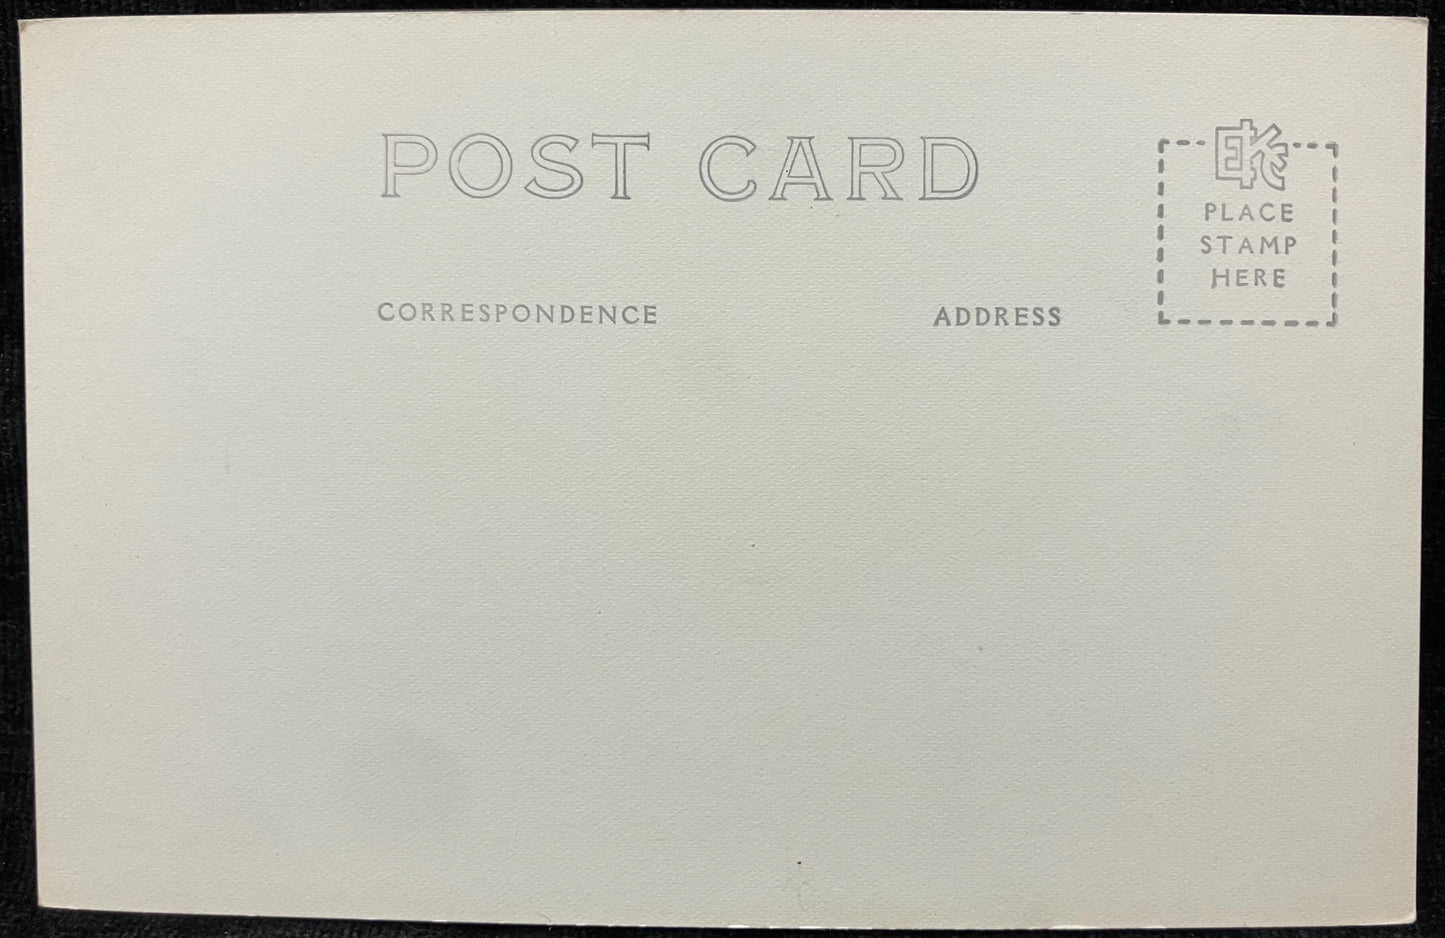 POST CARD
EKC
PLACE
STAMP
HERE
CORRESPONDENCE
ADDRESS